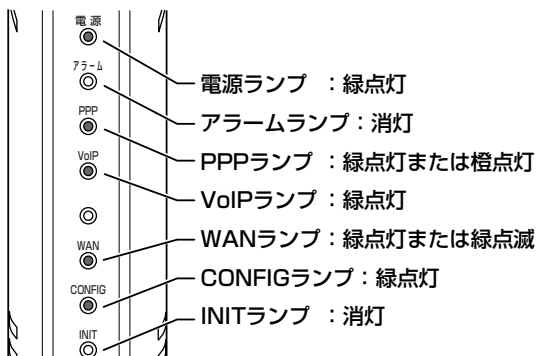 電源
アラーム
PPP
VoIP
WAN
CONFIG
INIT
電源ランプ ：緑点灯
アラームランプ：消灯
PPPランプ ：緑点灯または橙点灯
VoIPランプ：緑点灯
WANランプ：緑点灯または緑点滅
CONFIGランプ：緑点灯
INITランプ ：消灯